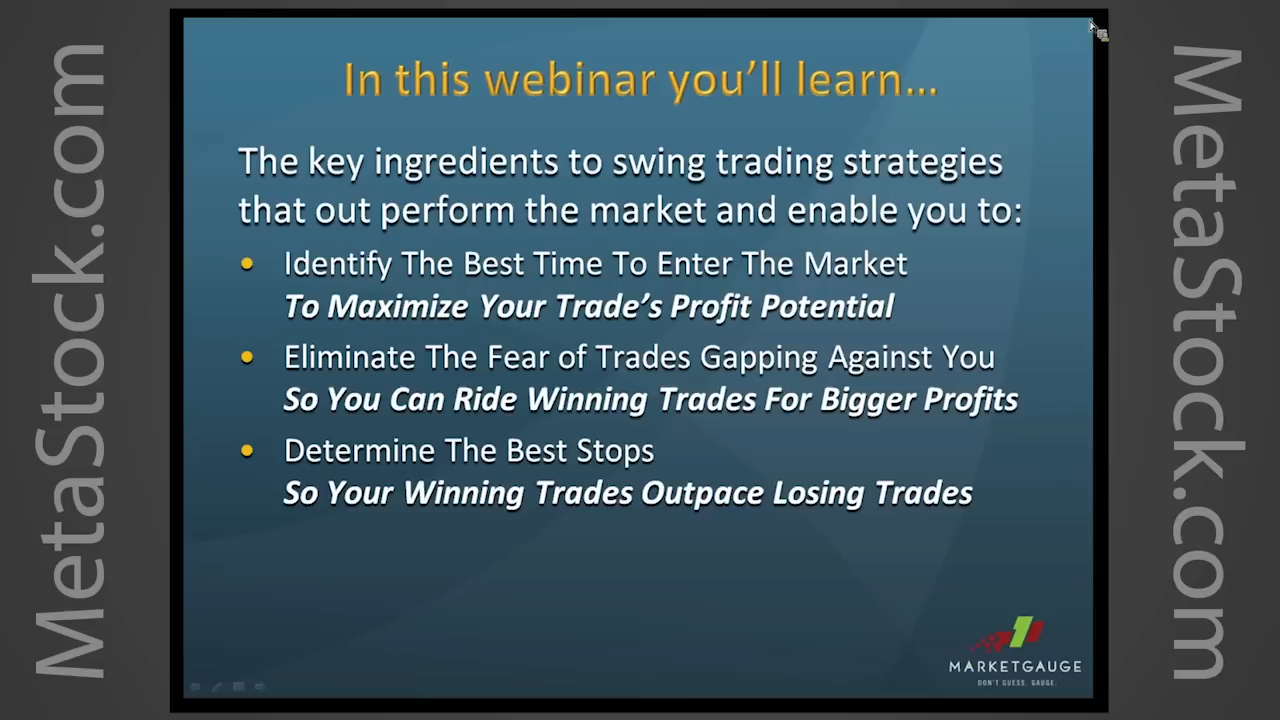 MetaStock.com
In this webinar you'll learn...
The key ingredients to swing trading strategies
that out perform the market and enable you to:
• Identify The Best Time To Enter The Market
To Maximize Your Trade's Profit Potential
• Eliminate The Fear of Trades Gapping Against You
So You Can Ride Winning Trades For Bigger Profits
• Determine The Best Stops
So Your Winning Trades Outpace Losing Trades
MARKETGAUGE
DON'T GUESS. GAUGE.
MetaStock.com